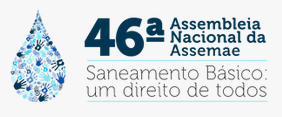 46ª Assembleia
Nacional da
Assemae
Saneamento Básico:
um direito de todos